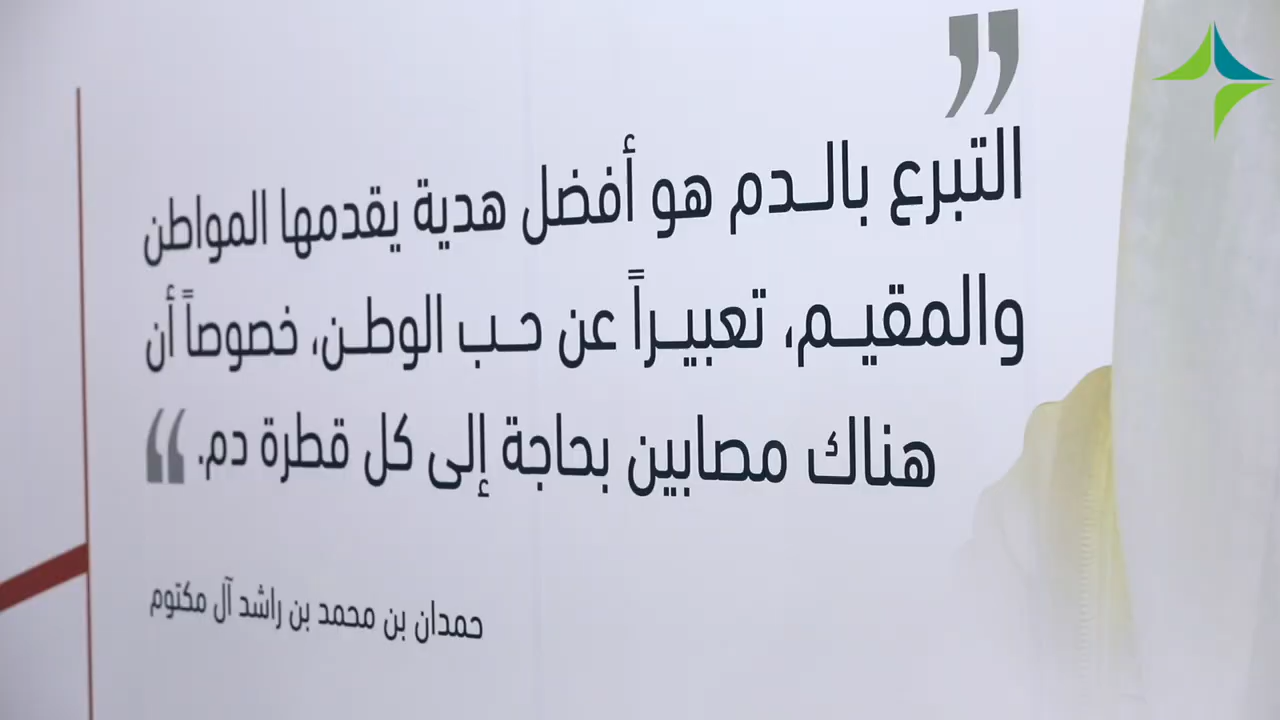 ”
التبرع بالـدم هو أفضل هدية يقدمها المواطن
والمقيـم، تعبيـراً عن حـب الوطـن، خصوصاً أن
هناك مصابين بحاجة إلى كل قطرة دم. “
حمدان بن محمد بن راشد آل مكتوم